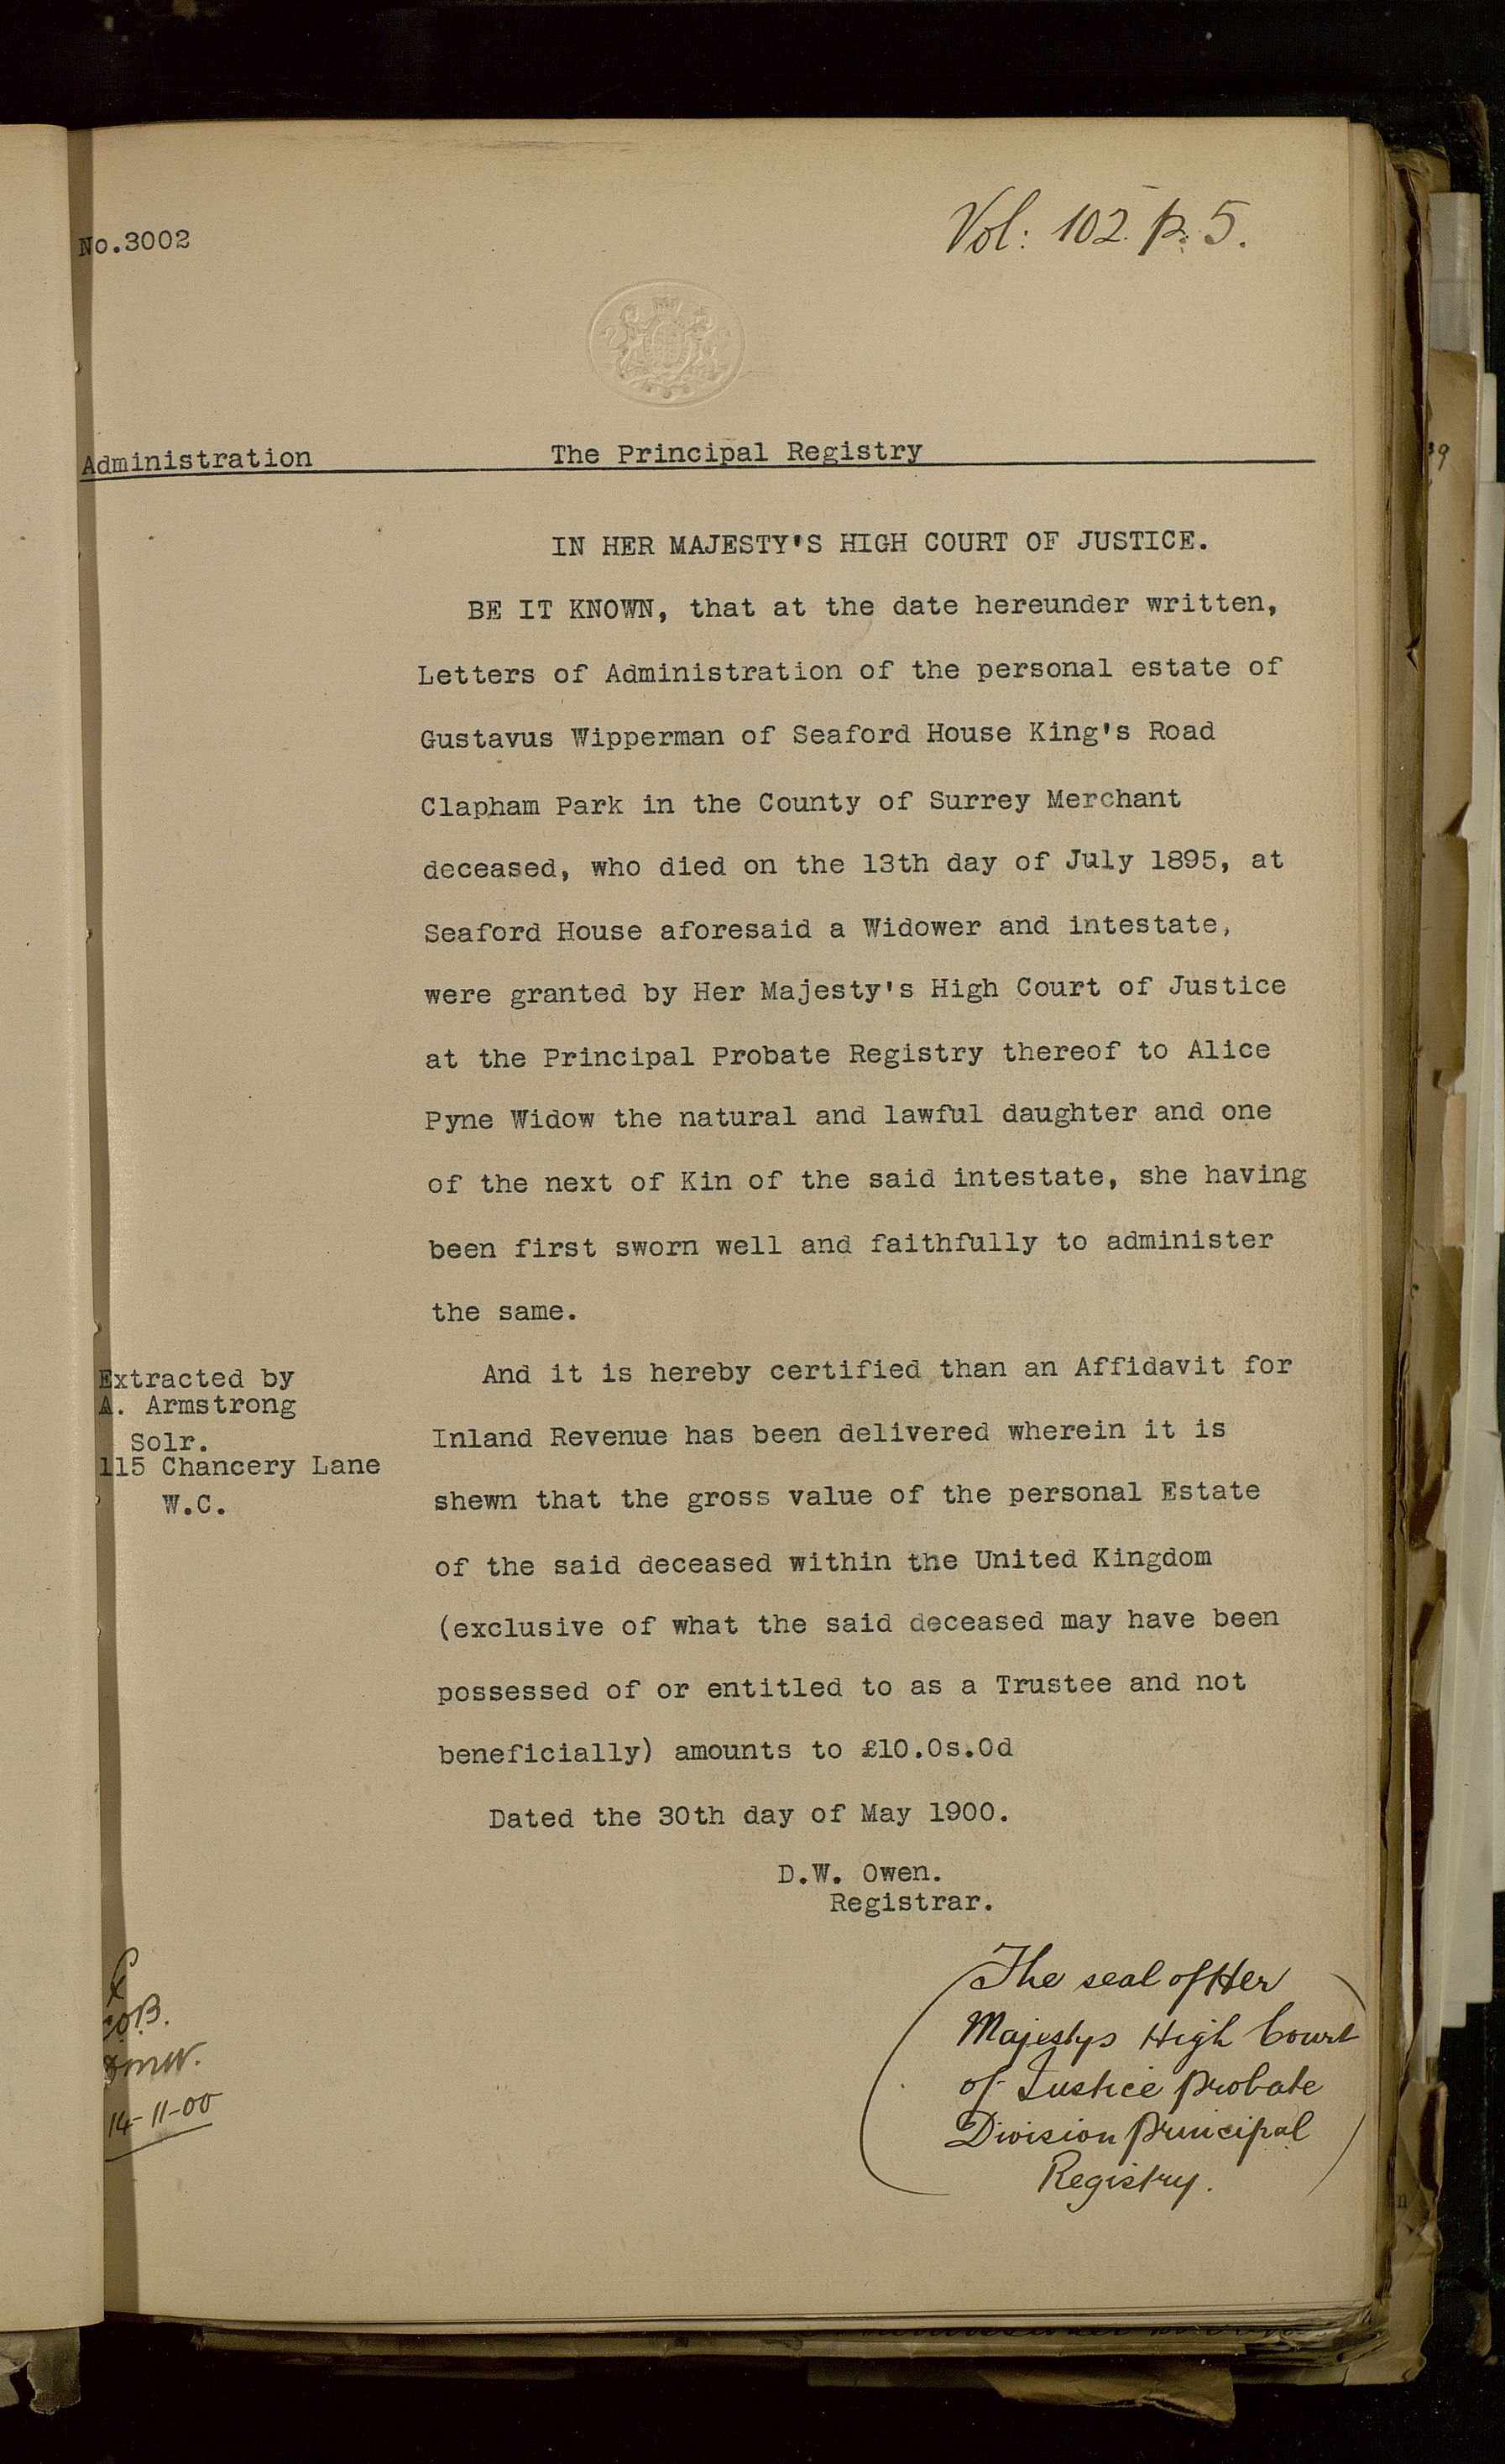 No.3002
Vol: 102. p. 5.
Administration
The Principal Registry
IN HER MAJESTY'S HIGH COURT OF JUSTICE.
BE IT KNOWN, that at the date hereunder written,
Letters of Administration of the personal estate of
Gustavus Wipperman of Seaford House King's Road
Clapham Park in the County of Surrey Merchant
deceased, who died on the 13th day of July 1895, at
Seaford House aforesaid a Widower and intestate,
were granted by Her Majesty's High Court of Justice
at the Principal Probate Registry thereof to Alice
Pyne Widow the natural and lawful daughter and one
of the next of Kin of the said intestate, she having
been first sworn well and faithfully to administer
the same.
Extracted by
A. Armstrong
Solr.
115 Chancery Lane
W.C.
And it is hereby certified than an Affidavit for
Inland Revenue has been delivered wherein it is
shewn that the gross value of the personal Estate
of the said deceased within the United Kingdom
(exclusive of what the said deceased may have been
possessed of or entitled to as a Trustee and not
beneficially) amounts to £10.0s.0d
Dated the 30th day of May 1900.
D.W. Owen.
Registrar.
(The seal of Her
Majestys High Court
of Justice Probate
Division Principal
Registry.)
14-11-00